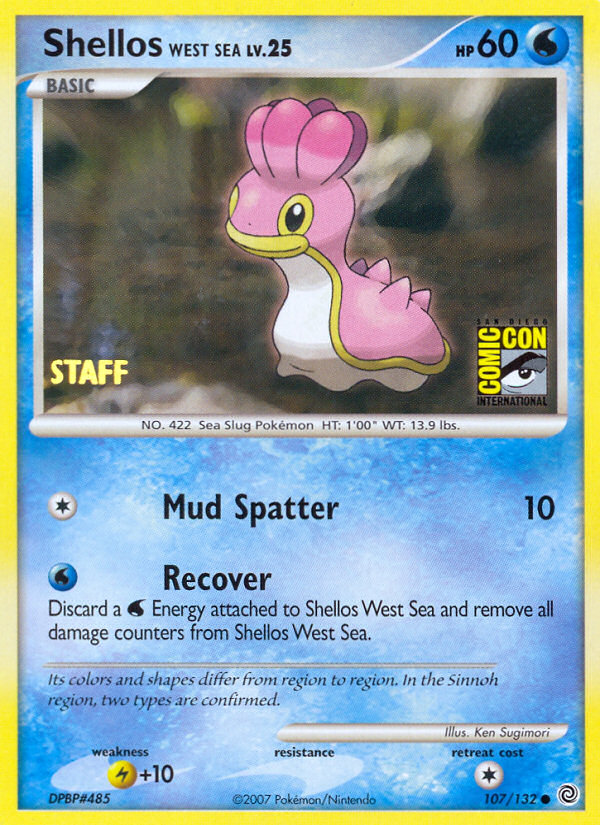 Shellos WEST SEA LV.25
HP 60
BASIC
STAFF
SAN DIEGO
COMIC CON
INTERNATIONAL
NO. 422 Sea Slug Pokémon HT: 1'00" WT: 13.9 lbs.
Mud Spatter 10
Recover
Discard a Energy attached to Shellos West Sea and remove all
damage counters from Shellos West Sea.
Its colors and shapes differ from region to region. In the Sinnoh
region, two types are confirmed.
Illus. Ken Sugimori
weakness resistance retreat cost
+10
DPBP#485 ©2007 Pokémon/Nintendo 107/132